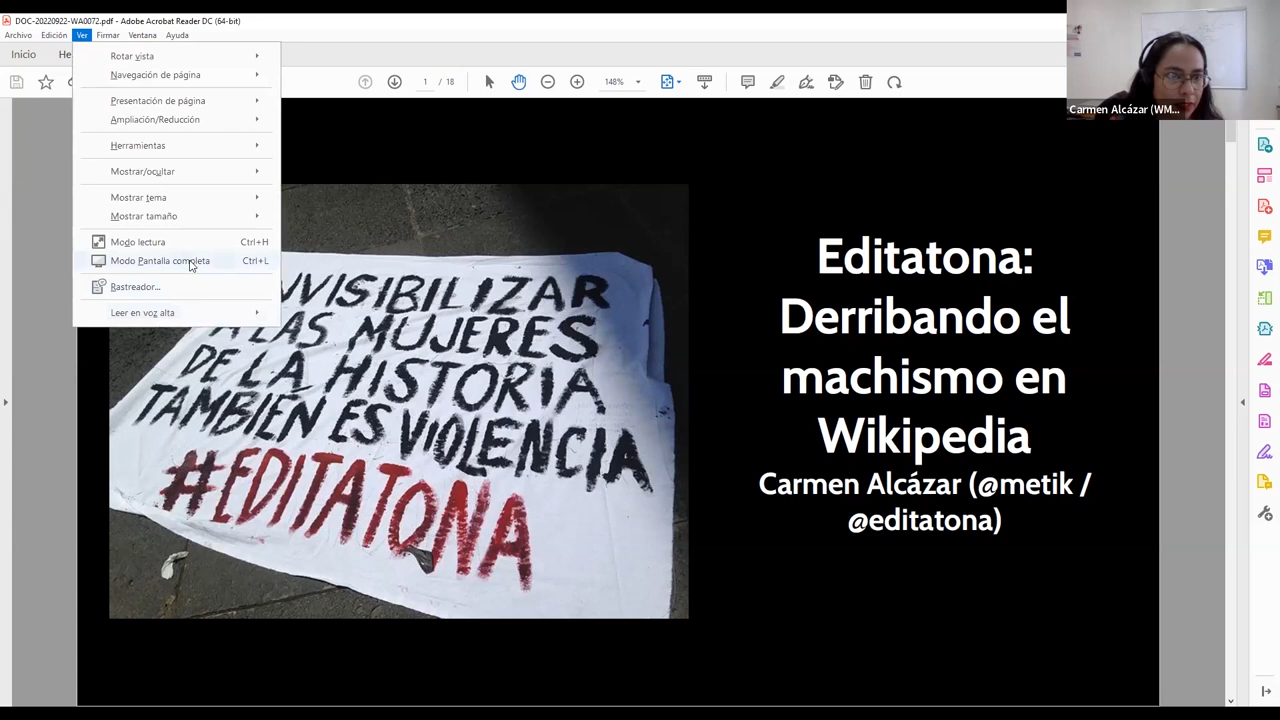 DOC-20220922-WA0072.pdf - Adobe Acrobat Reader DC (64-bit)
Archivo Edición Ver Firmar Ventana Ayuda
Inicio He
1 / 18 148%
Rotar vista
Navegación de página
Presentación de página
Ampliación/Reducción
Herramientas
Mostrar/ocultar
Mostrar tema
Mostrar tamaño
Modo lectura Ctrl+H
Modo Pantalla completa Ctrl+L
Rastreador...
Leer en voz alta
Carmen Alcázar (WM...
NVISIBILIZAR
A LAS MUJERES
DE LA HISTORIA
TAMBIÉN ES VIOLENCIA
#EDITATONA
Editatona:
Derribando el
machismo en
Wikipedia
Carmen Alcázar (@metik /
@editatona)